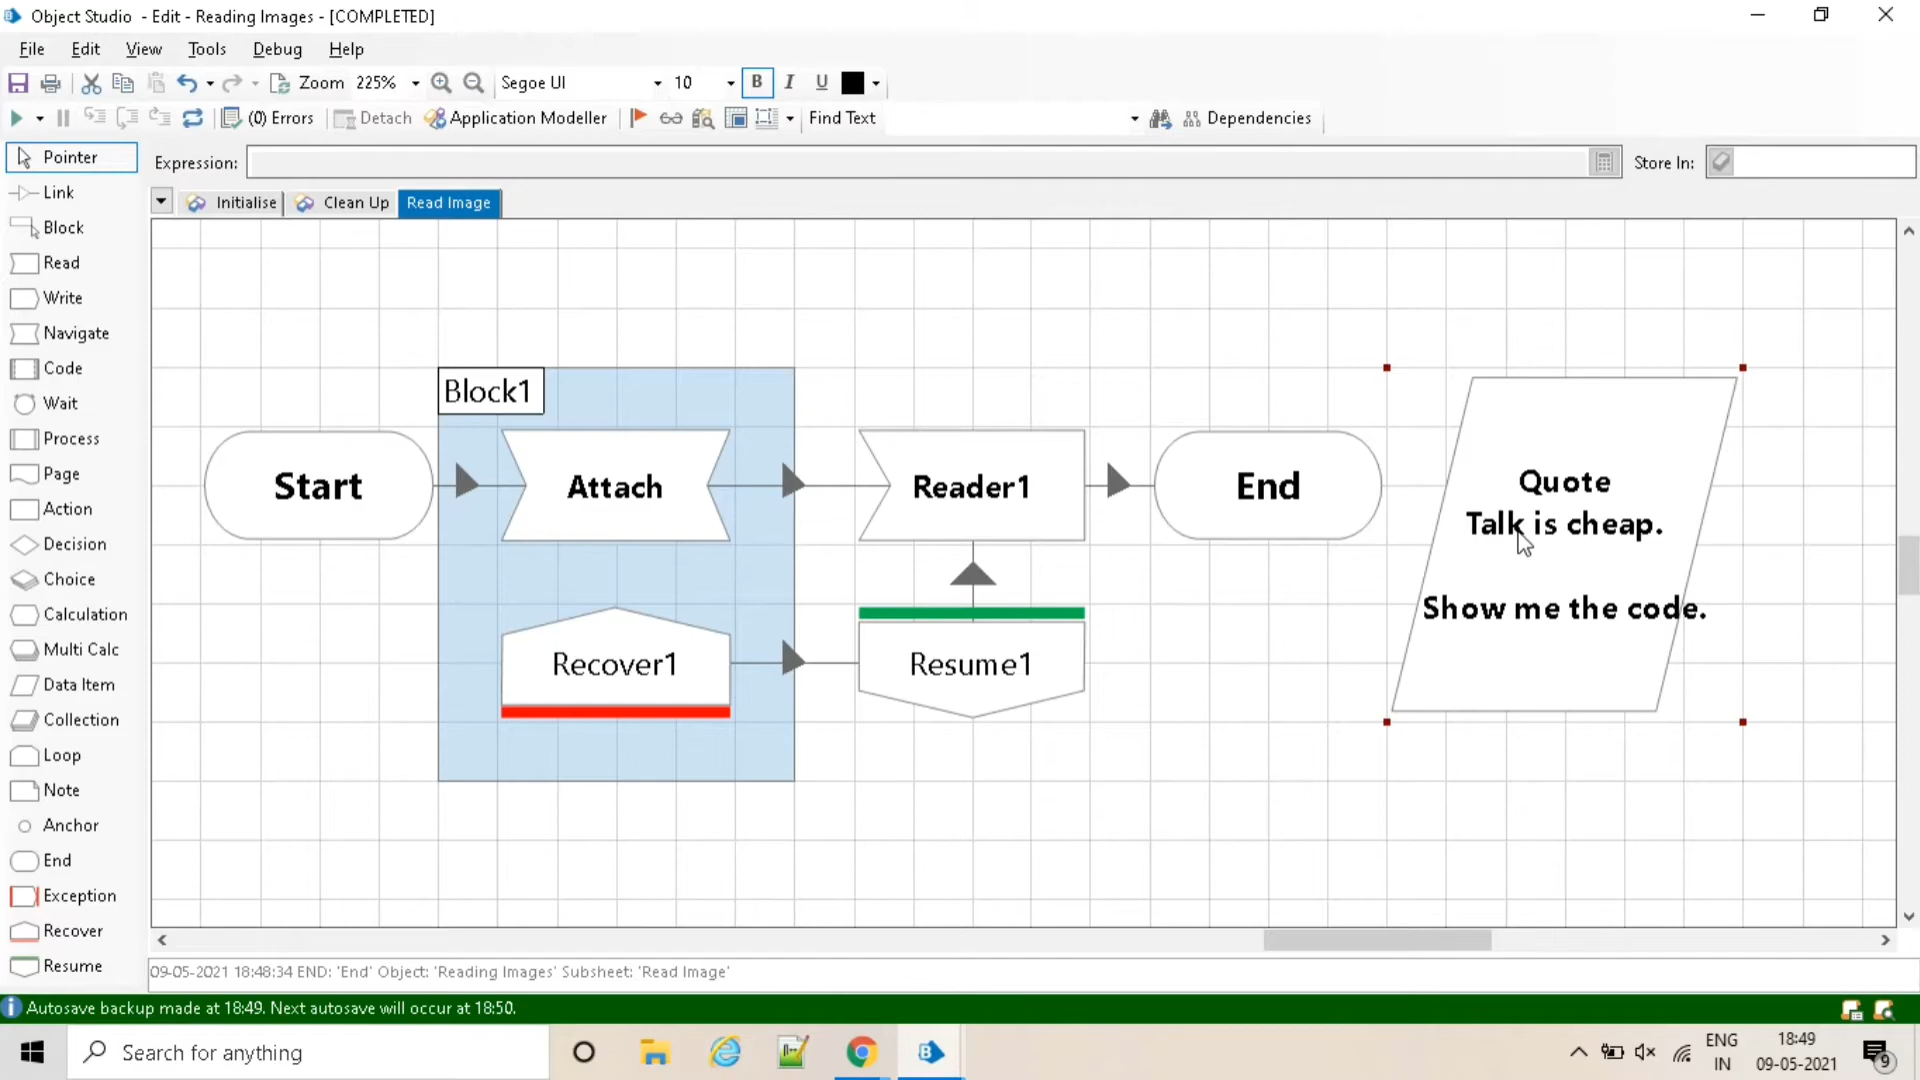 Object Studio - Edit - Reading Images - [COMPLETED]
File Edit View Tools Debug Help
Zoom 225% Segoe UI 10 B I U
(0) Errors Detach Application Modeller Find Text Dependencies
Pointer
Expression: Store In:
Initialise Clean Up Read Image
Link
Block
Read
Write
Navigate
Code
Wait
Process
Page
Action
Decision
Choice
Calculation
Multi Calc
Data Item
Collection
Loop
Note
Anchor
End
Exception
Recover
Resume
Block1
Start Attach Reader1 End
Quote
Talk is cheap.
Show me the code.
Recover1 Resume1
09-05-2021 18:48:34 END: 'End' Object: 'Reading Images' Subsheet: 'Read Image'
Autosave backup made at 18:49. Next autosave will occur at 18:50.
Search for anything
ENG
IN
18:49
09-05-2021
9